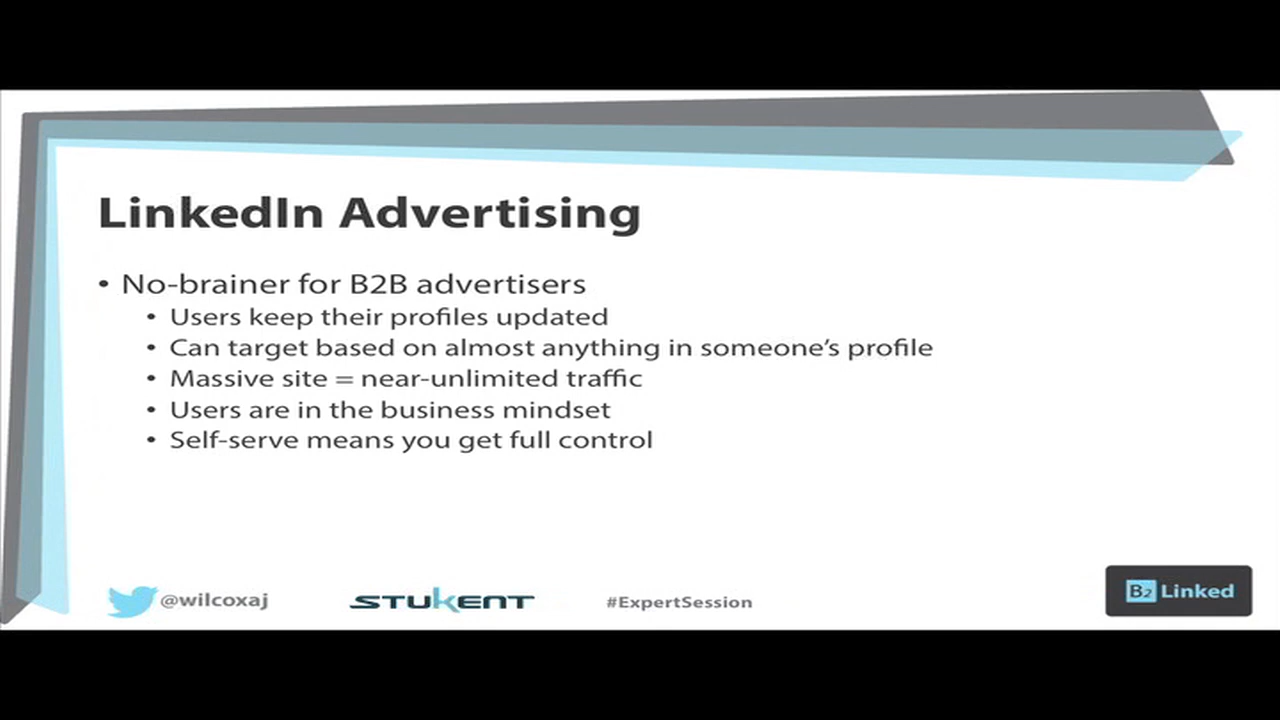 LinkedIn Advertising
• No-brainer for B2B advertisers
• Users keep their profiles updated
• Can target based on almost anything in someone’s profile
• Massive site = near-unlimited traffic
• Users are in the business mindset
• Self-serve means you get full control
@wilcoxaj
STUKENT
#ExpertSession
B2 Linked